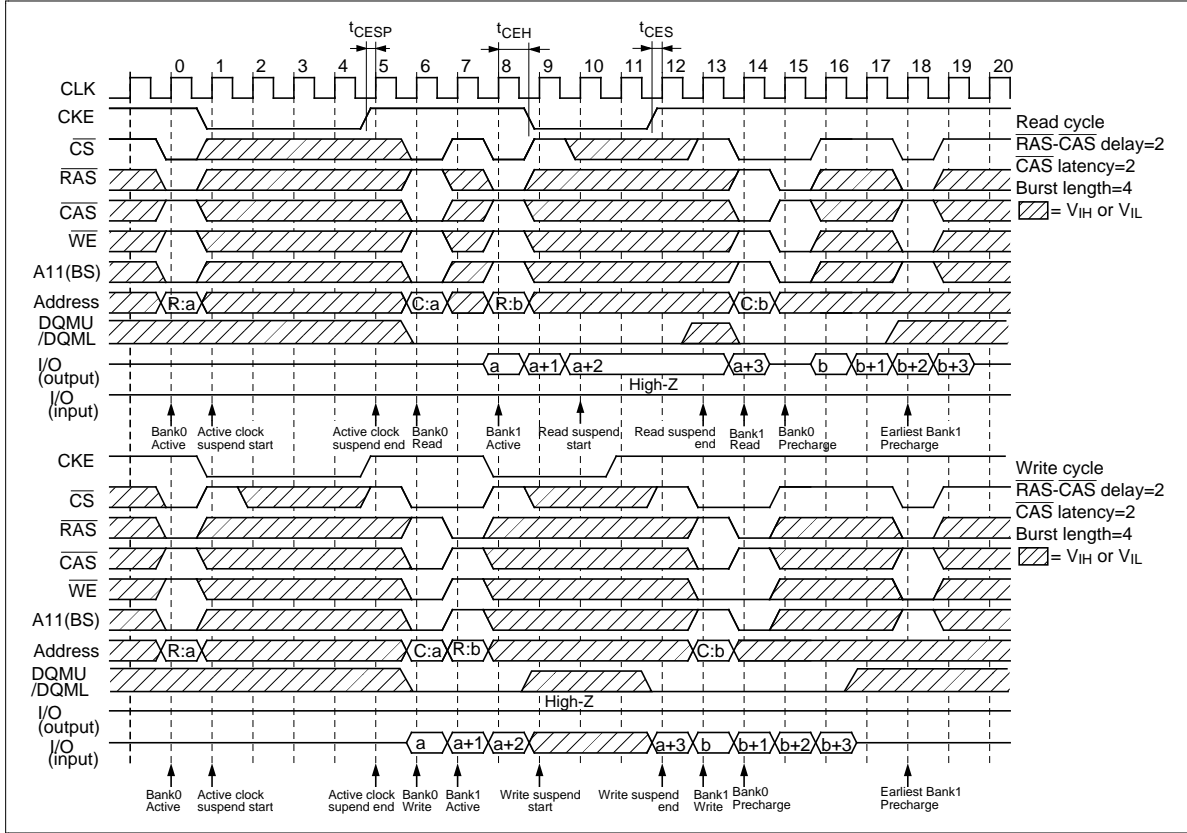 tCESP tCEH tCES
0 1 2 3 4 5 6 7 8 9 10 11 12 13 14 15 16 17 18 19 20
CLK
CKE
CS
RAS
CAS
WE
A11(BS)
Address R:a C:a R:b C:b
DQMU
/DQML
I/O
(output) a a+1 a+2 a+3 b b+1 b+2 b+3
High-Z
I/O
(input)
Read cycle
RAS-CAS delay=2
CAS latency=2
Burst length=4
= VIH or VIL
Bank0
Active
Active clock
suspend start
Active clock
suspend end
Bank0
Read
Bank1
Active
Read suspend
start
Read suspend
end
Bank1
Read
Bank0
Precharge
Earliest Bank1
Precharge
CKE
CS
RAS
CAS
WE
A11(BS)
Address R:a C:a R:b C:b
DQMU
/DQML
High-Z
I/O
(output)
I/O
(input) a a+1 a+2 a+3 b b+1 b+2 b+3
Write cycle
RAS-CAS delay=2
CAS latency=2
Burst length=4
= VIH or VIL
Bank0
Active
Active clock
suspend start
Active clock
supend end
Bank0
Write
Bank1
Active
Write suspend
start
Write suspend
end
Bank1
Write
Bank0
Precharge
Earliest Bank1
Precharge